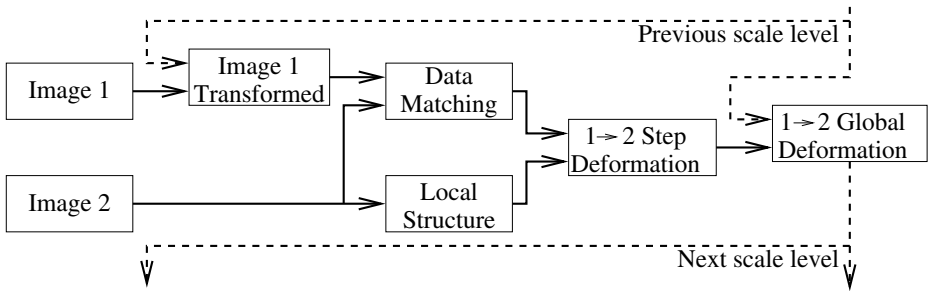 Previous scale level
Image 1
Image 1
Transformed
Data
Matching
1→2 Step
Deformation
1→2 Global
Deformation
Image 2
Local
Structure
Next scale level